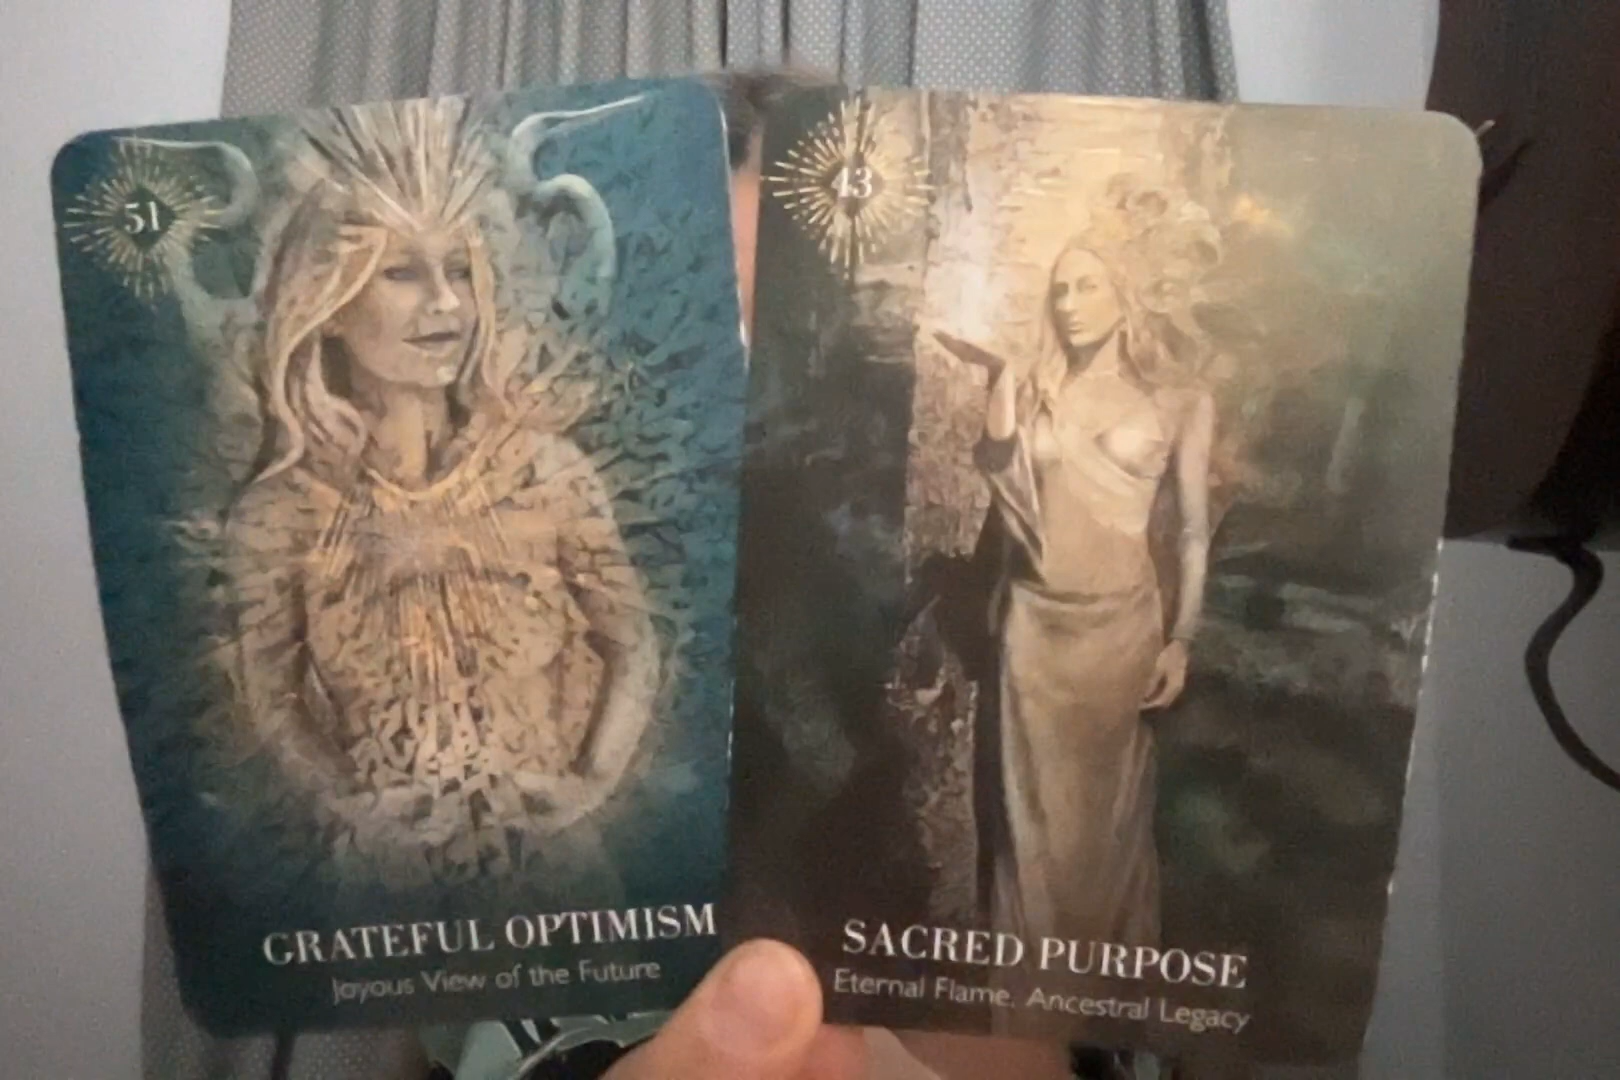 51
GRATEFUL OPTIMISM
Joyous View of the Future
43
SACRED PURPOSE
Eternal Flame. Ancestral Legacy